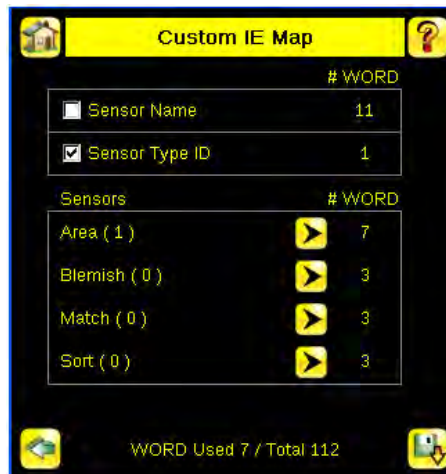 Custom IE Map
# WORD
Sensor Name 11
Sensor Type ID 1
Sensors # WORD
Area ( 1 ) 7
Blemish ( 0 ) 3
Match ( 0 ) 3
Sort ( 0 ) 3
WORD Used 7 / Total 112